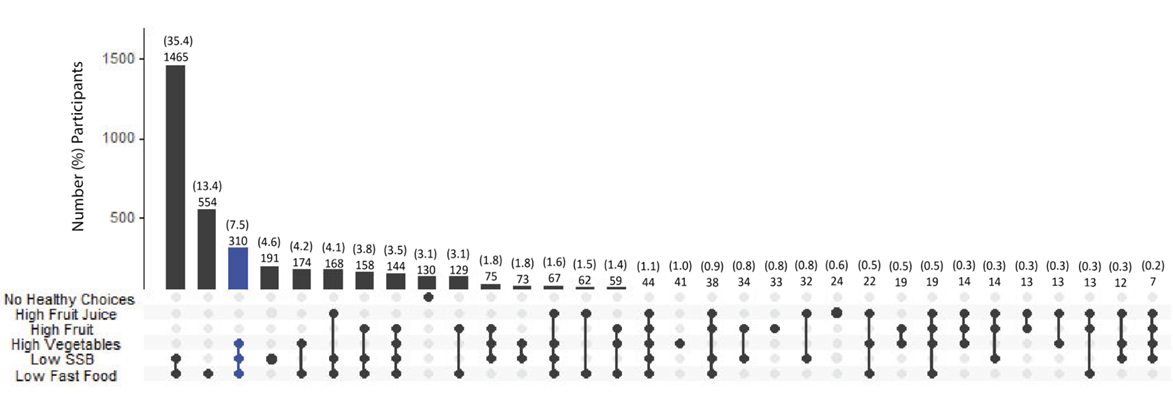 Number (%) Participants
1500
1000
500
(35.4) (13.4) (7.5) (4.6) (4.2) (4.1) (3.8) (3.5) (3.1) (3.1) (1.8) (1.8) (1.6) (1.5) (1.4) (1.1) (1.0) (0.9) (0.8) (0.8) (0.8) (0.6) (0.5) (0.5) (0.5) (0.3) (0.3) (0.3) (0.3) (0.3) (0.3) (0.2)
1465 554 310 191 174 168 158 144 130 129 75 73 67 62 59 44 41 38 34 33 32 24 22 19 19 14 14 13 13 13 12 7
No Healthy Choices
High Fruit Juice
High Fruit
High Vegetables
Low SSB
Low Fast Food